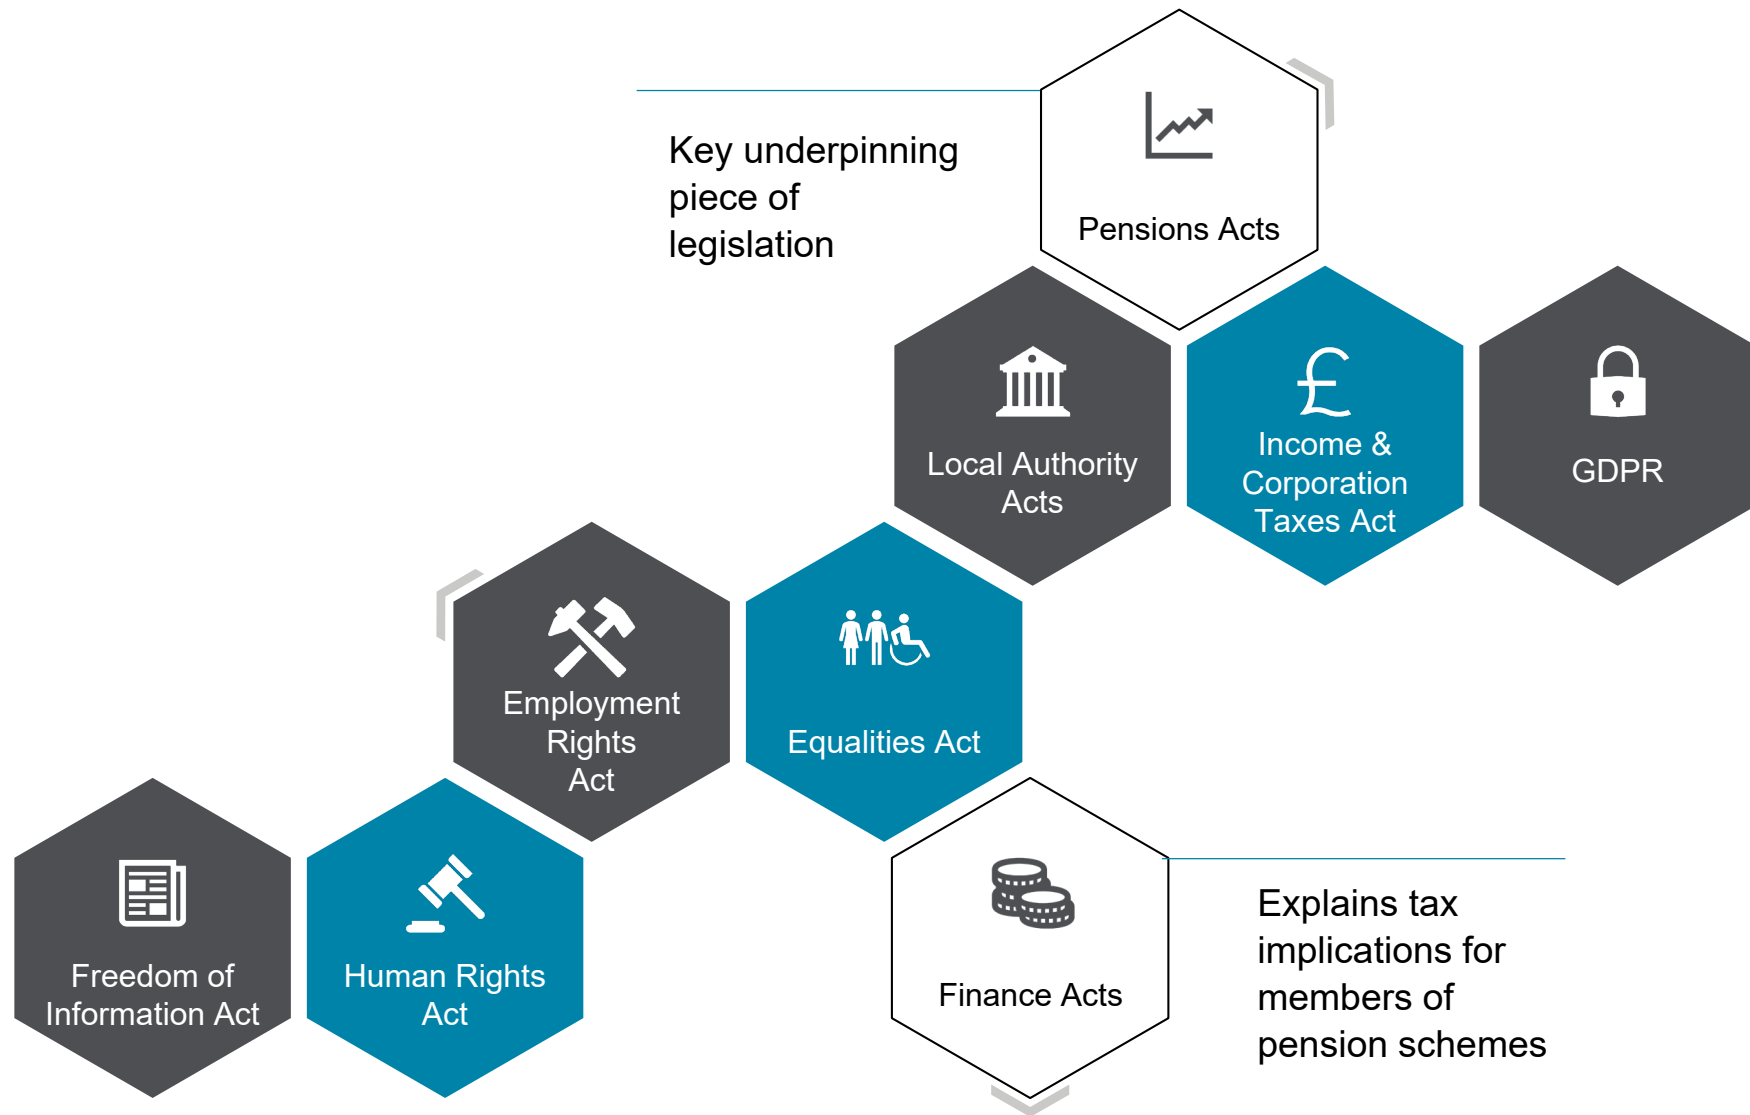 Key underpinning
piece of
legislation
Pensions Acts
Local Authority
Acts
£
Income &
Corporation
Taxes Act
GDPR
Employment
Rights
Act
Equalities Act
Freedom of
Information Act
Human Rights
Act
Finance Acts
Explains tax
implications for
members of
pension schemes